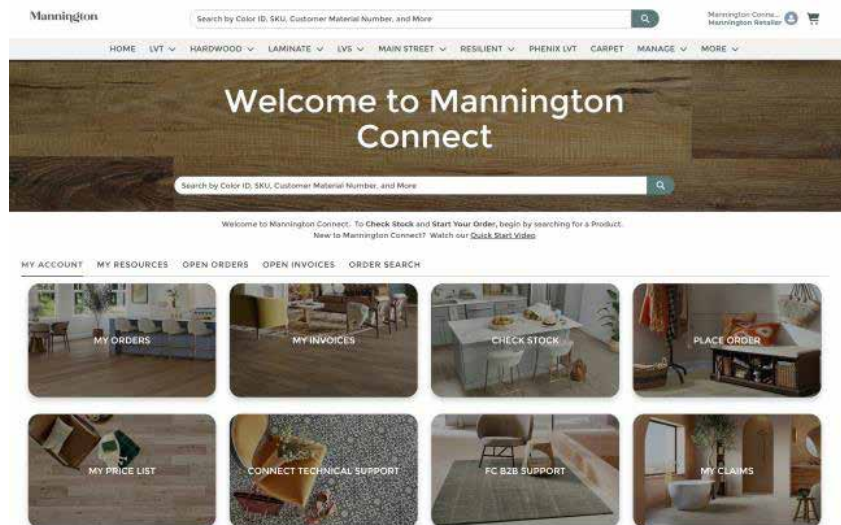 Mannington
Search by Color ID, SKU, Customer Material Number, and More
Mannington Conne...
Mannington Retailer
HOME LVT HARDWOOD LAMINATE LVS MAIN STREET RESILIENT PHENIX LVT CARPET MANAGE MORE
Welcome to Mannington
Connect
Search by Color ID, SKU, Customer Material Number, and More
Welcome to Mannington Connect. To Check Stock and Start Your Order, begin by searching for a Product.
New to Mannington Connect? Watch our Quick Start Video.
MY ACCOUNT MY RESOURCES OPEN ORDERS OPEN INVOICES ORDER SEARCH
MY ORDERS MY INVOICES CHECK STOCK PLACE ORDER
MY PRICE LIST CONNECT TECHNICAL SUPPORT FC B2B SUPPORT MY CLAIMS